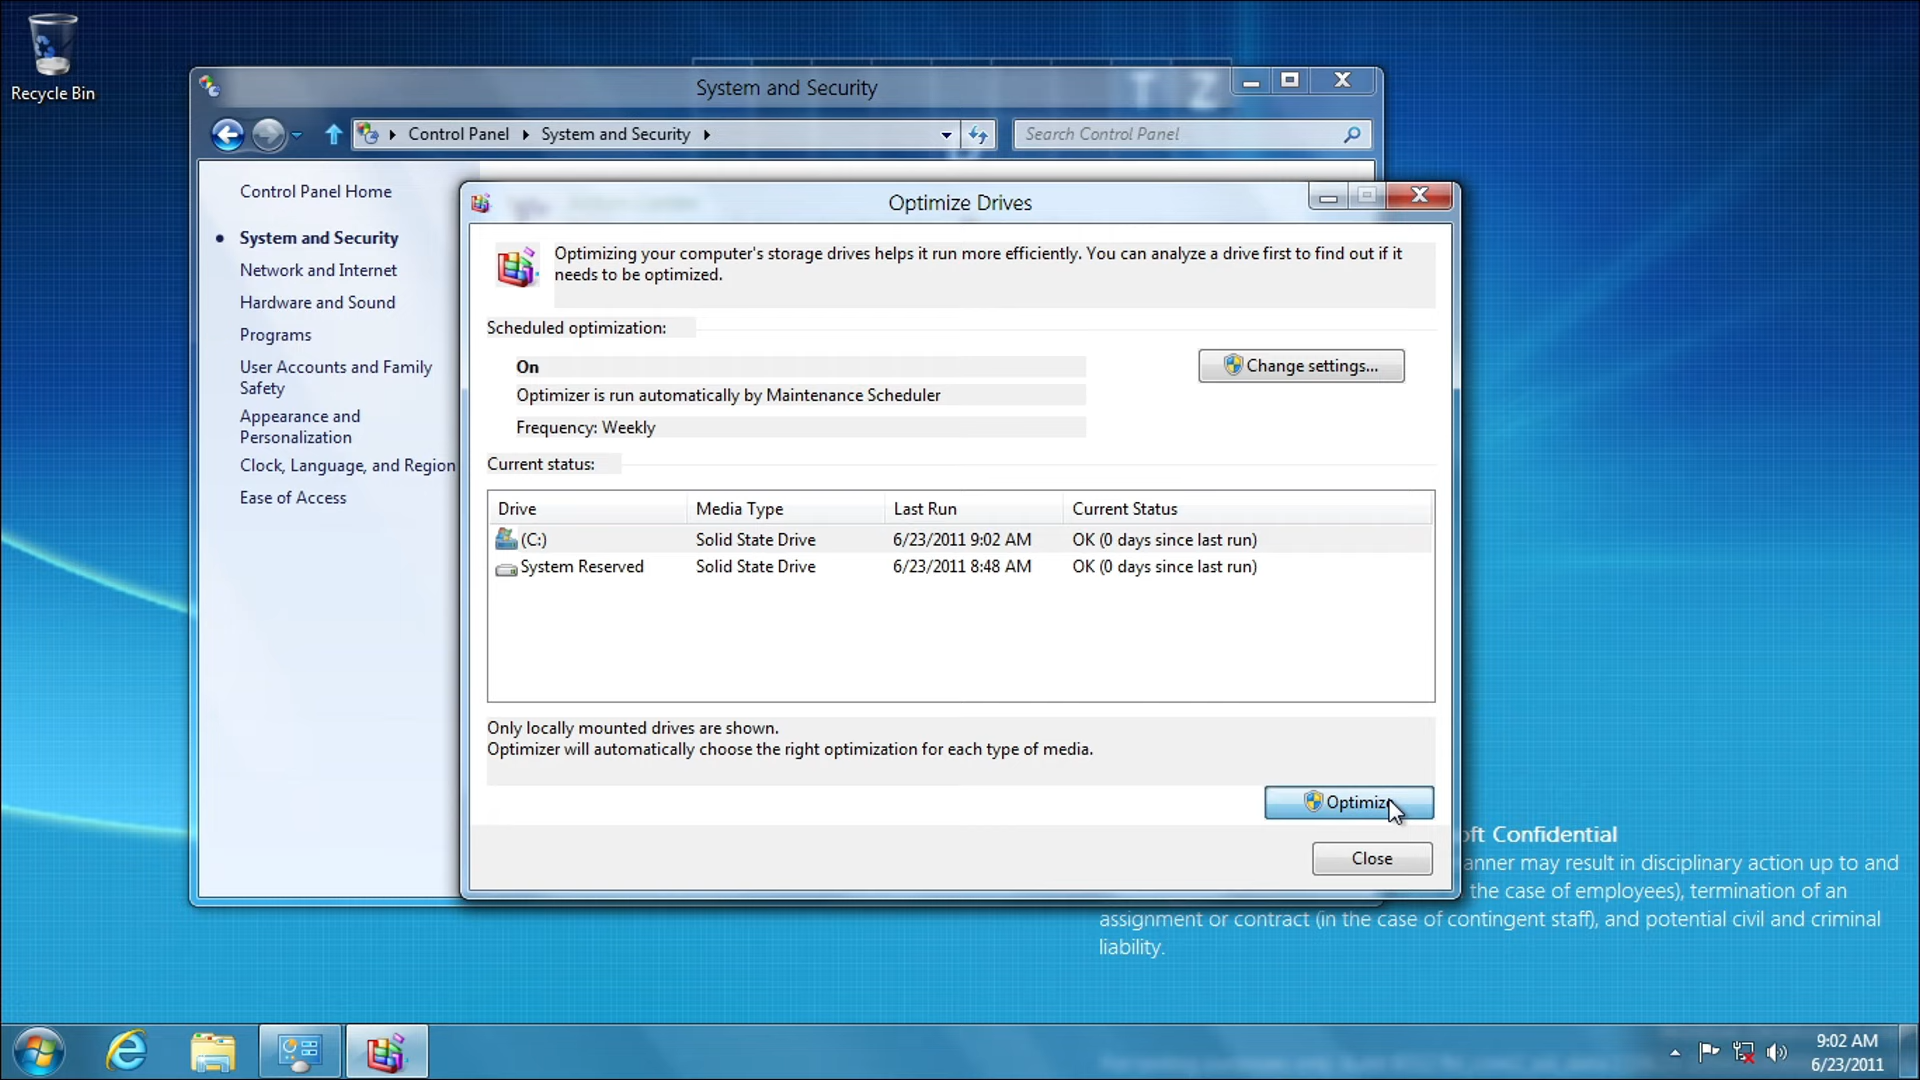 Recycle Bin
System and Security
Control Panel
System and Security
Search Control Panel
Control Panel Home
System and Security
Network and Internet
Hardware and Sound
Programs
User Accounts and Family
Safety
Appearance and
Personalization
Clock, Language, and Region
Ease of Access
Optimize Drives
Optimizing your computer's storage drives helps it run more efficiently. You can analyze a drive first to find out if it
needs to be optimized.
Scheduled optimization:
On
Change settings...
Optimizer is run automatically by Maintenance Scheduler
Frequency: Weekly
Current status:
Drive Media Type Last Run Current Status
(C:) Solid State Drive 6/23/2011 9:02 AM OK (0 days since last run)
System Reserved Solid State Drive 6/23/2011 8:48 AM OK (0 days since last run)
Only locally mounted drives are shown.
Optimizer will automatically choose the right optimization for each type of media.
Optimize
Close
Confidential
may result in disciplinary action up to and
the case of employees), termination of an
assignment or contract (in the case of contingent staff), and potential civil and criminal
liability.
9:02 AM
6/23/2011